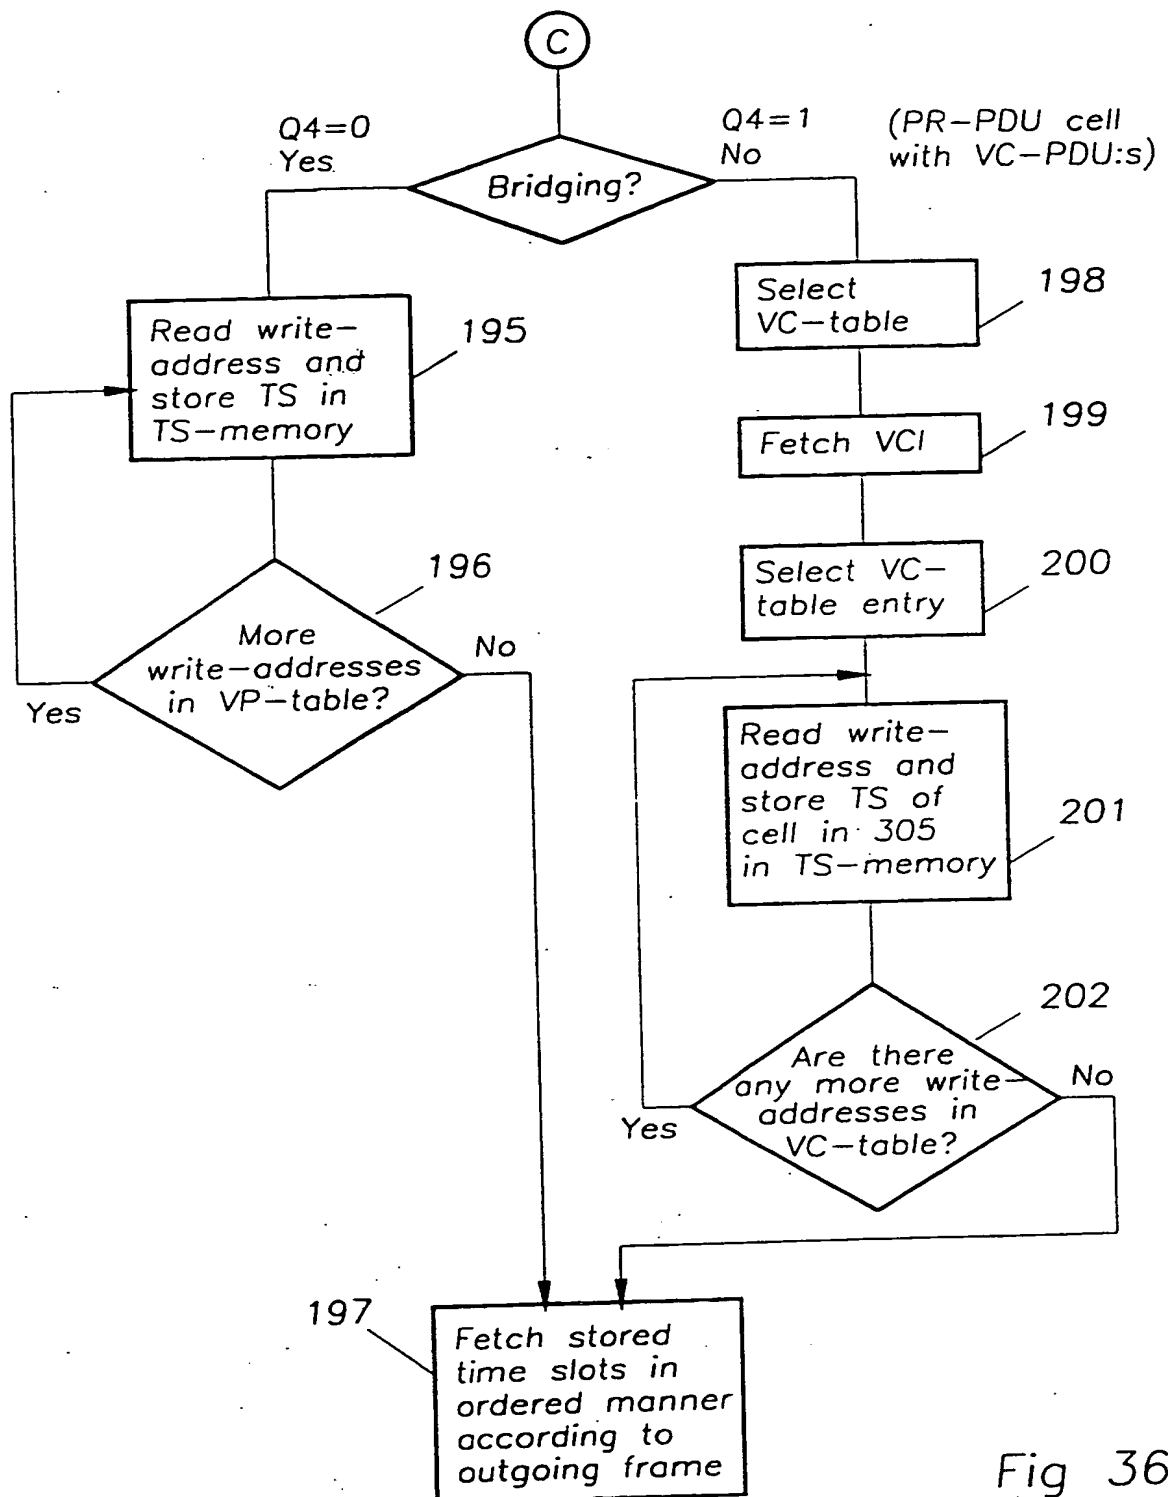 C
Q4=0
Yes
Bridging?
Q4=1
No
(PR-PDU cell
with VC-PDU:s)
Read write-
address and
store TS in
TS-memory
195
More
write-addresses
in VP-table?
196
Yes
No
Select
VC-table
198
Fetch VCI
199
Select VC-
table entry
200
Read write-
address and
store TS of
cell in 305
in TS-memory
201
Are there
any more write-
addresses in
VC-table?
202
Yes
No
197
Fetch stored
time slots in
ordered manner
according to
outgoing frame
Fig 36